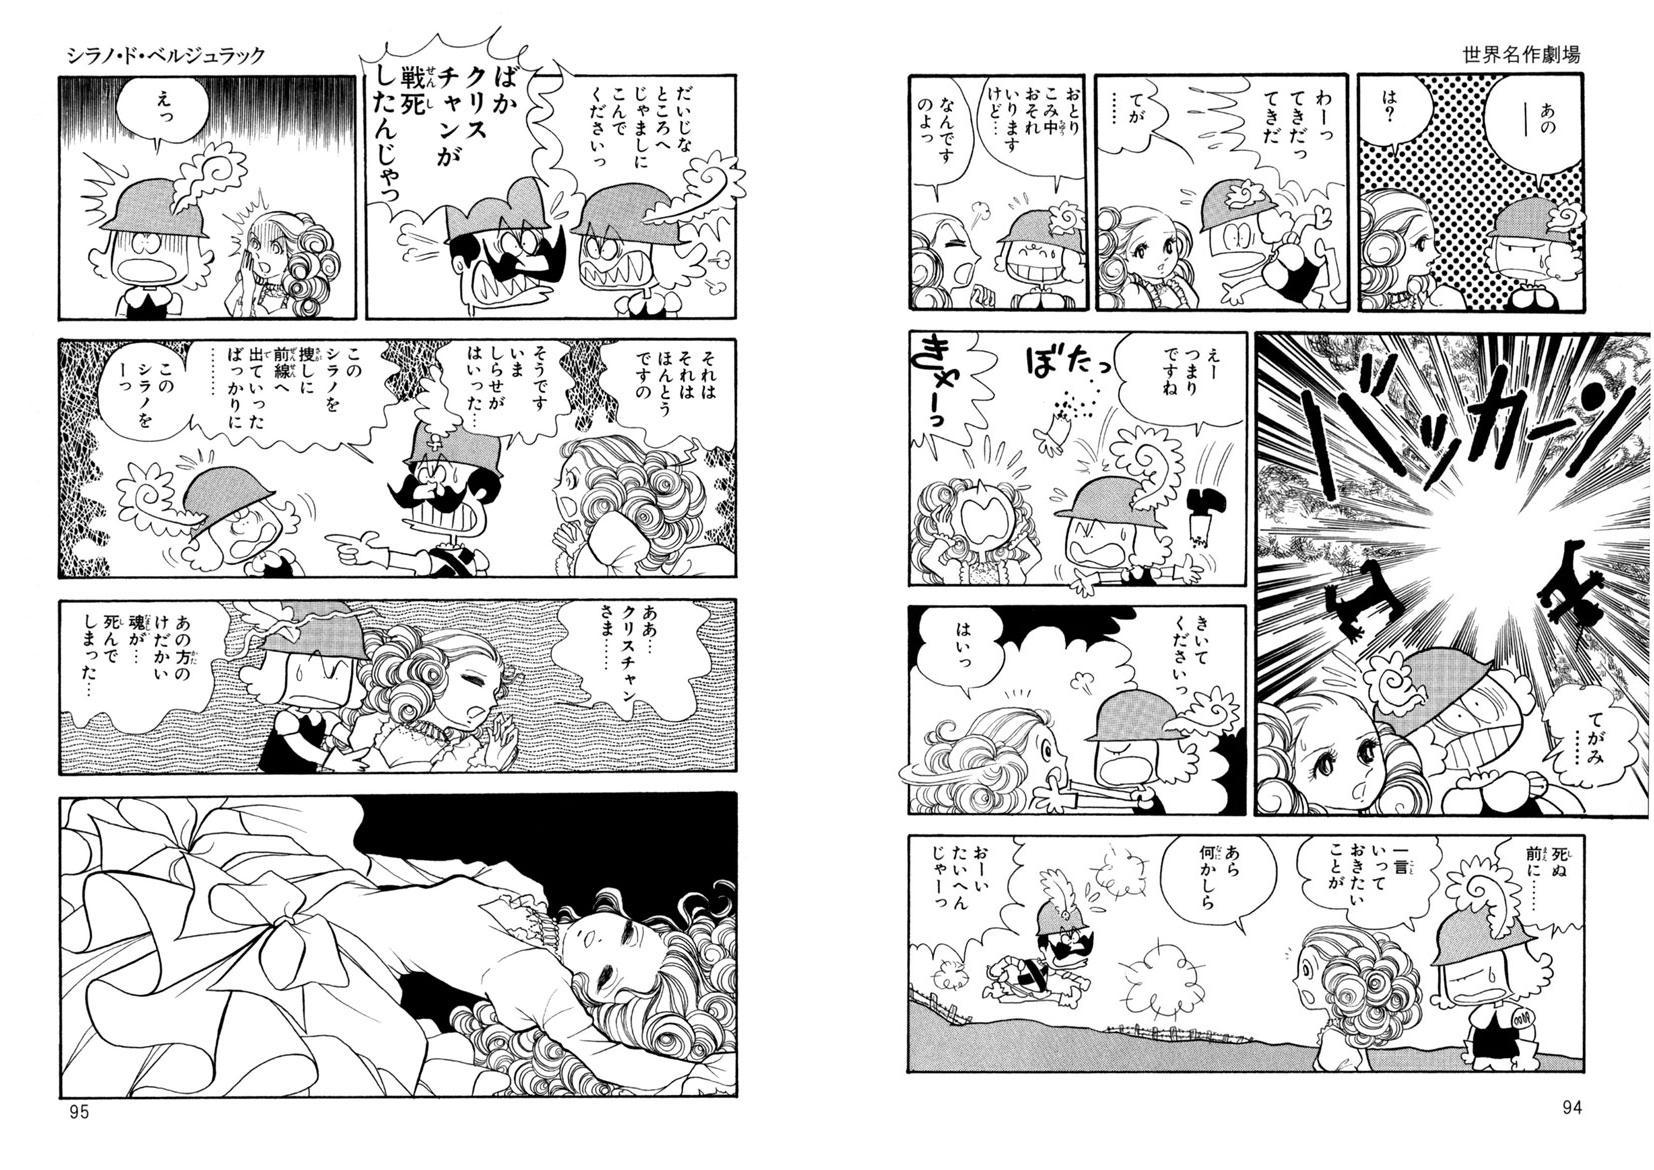 世界名作劇場
あの
――
は?
わーっ
てきだっ
てきだ
てが
おとり
こみ中
おそれ
いります
けど…
なんです
のよっ
バッカーン
てがみ
……
えー
つまり
ですね
ぼたっ
きゃーっ
きいて
くださいっ
はいっ
死ぬ
前に……
一言
いって
おきたい
ことが
あら
何かしら
おーい
たいへん
じゃーっ
94
シラノ・ド・ベルジュラック
だいじな
ところへ
じゃましに
こんで
くださいっ
ばか
クリス
チャンが
戦死
したんじゃっ
えっ
それは
それは
ほんとう
ですの
そうです
いま
しらせが
はいった…
この
シラノを
捜しに
前線へ
出ていった
ばっかりに
………
この
シラノを
ーっ
ああ…
クリスチャン
さま……
あの方の
けだかい
魂が…
死んで
しまった…
95